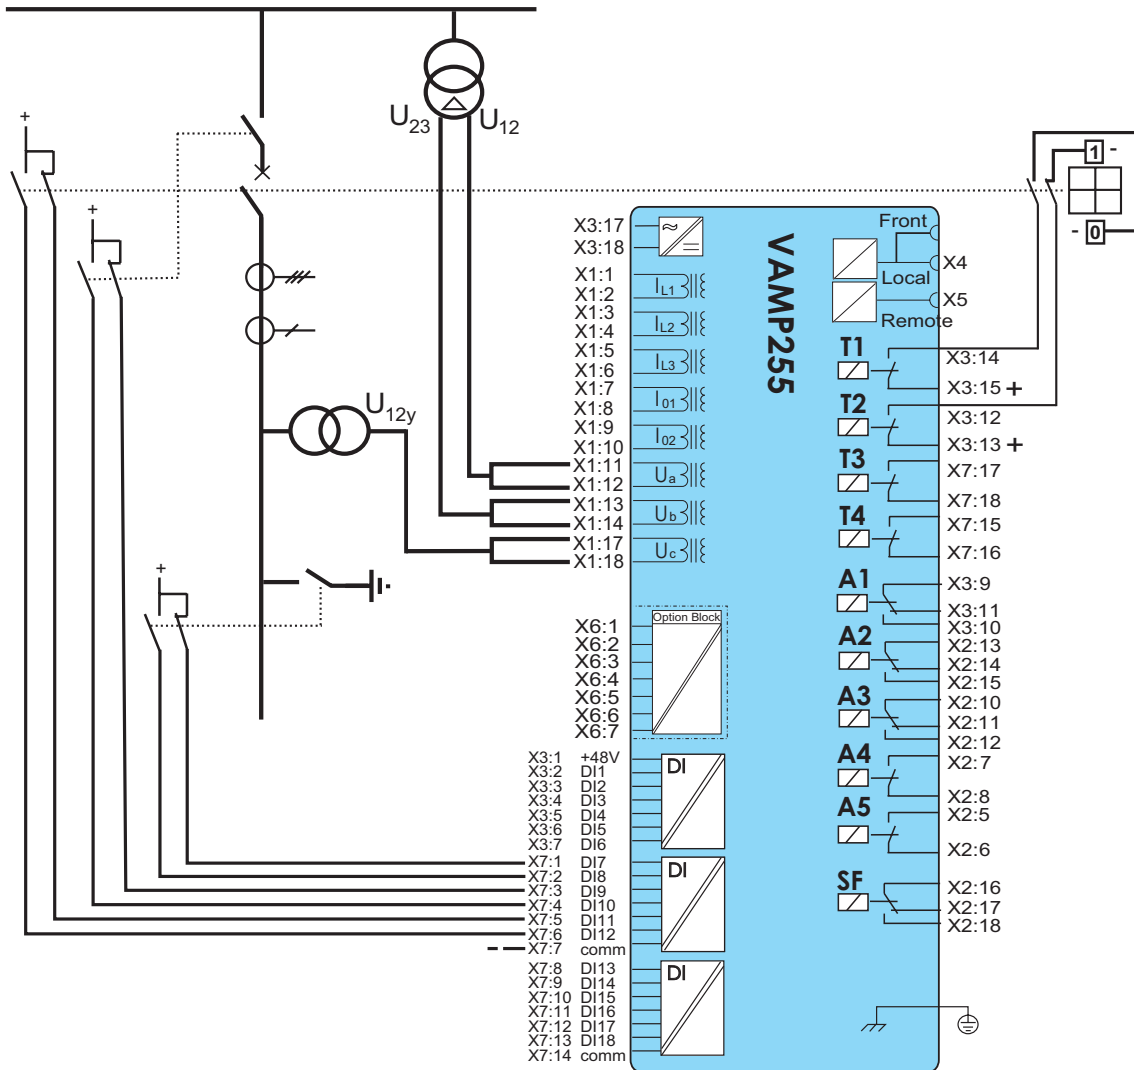 U23
U12
+
+
+
U12y
1 -
- 0
VAMP255
X3:17
X3:18
X1:1
X1:2
X1:3
X1:4
X1:5
X1:6
X1:7
X1:8
X1:9
X1:10
X1:11
X1:12
X1:13
X1:14
X1:17
X1:18
IL1
IL2
IL3
I01
I02
Ua
Ub
Uc
Option Block
X6:1
X6:2
X6:3
X6:4
X6:5
X6:6
X6:7
X3:1 +48V
X3:2 DI1
X3:3 DI2
X3:4 DI3
X3:5 DI4
X3:6 DI5
X3:7 DI6
X7:1 DI7
X7:2 DI8
X7:3 DI9
X7:4 DI10
X7:5 DI11
X7:6 DI12
X7:7 comm
X7:8 DI13
X7:9 DI14
X7:10 DI15
X7:11 DI16
X7:12 DI17
X7:13 DI18
X7:14 comm
DI
DI
DI
Front
Local
X4
X5
Remote
T1
X3:14
X3:15 +
T2
X3:12
X3:13 +
T3
X7:17
X7:18
T4
X7:15
X7:16
A1
X3:9
X3:11
X3:10
A2
X2:13
X2:14
X2:15
A3
X2:10
X2:11
X2:12
A4
X2:7
X2:8
A5
X2:5
X2:6
SF
X2:16
X2:17
X2:18